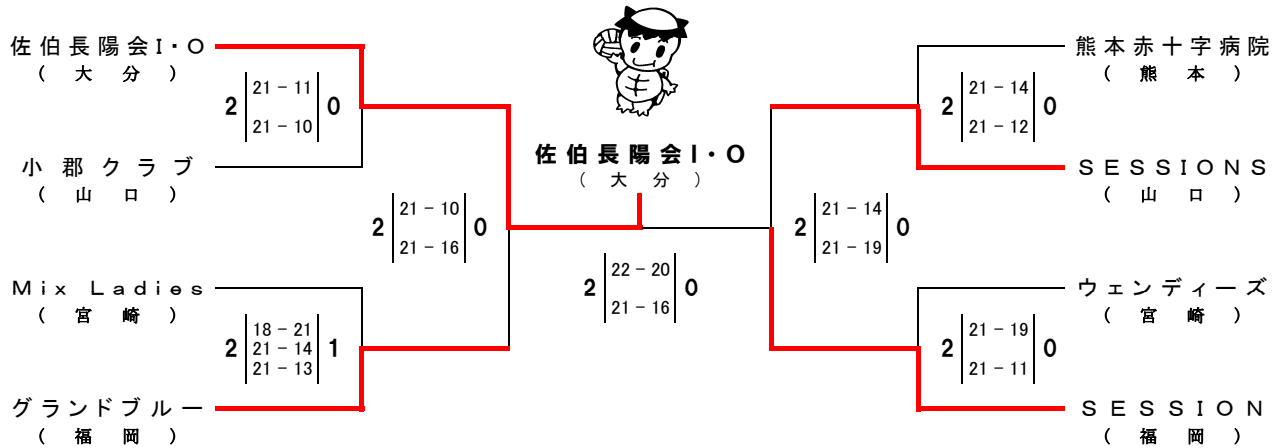 佐伯長陽会I・O
（ 大 分 ）
2 21 − 11 0
21 − 10
小 郡 ク ラ ブ
（ 山 口 ）
2 21 − 10 0
21 − 16
Mix Ladies
（ 宮 崎 ）
2 18 − 21 1
21 − 14
21 − 13
グランドブルー
（ 福 岡 ）
佐伯長陽会I・O
（ 大 分 ）
2 22 − 20 0
21 − 16
熊本赤十字病院
（ 熊 本 ）
2 21 − 14 0
21 − 12
SESSIONS
（ 山 口 ）
2 21 − 14 0
21 − 19
ウェンディーズ
（ 宮 崎 ）
2 21 − 19 0
21 − 11
SESSION
（ 福 岡 ）